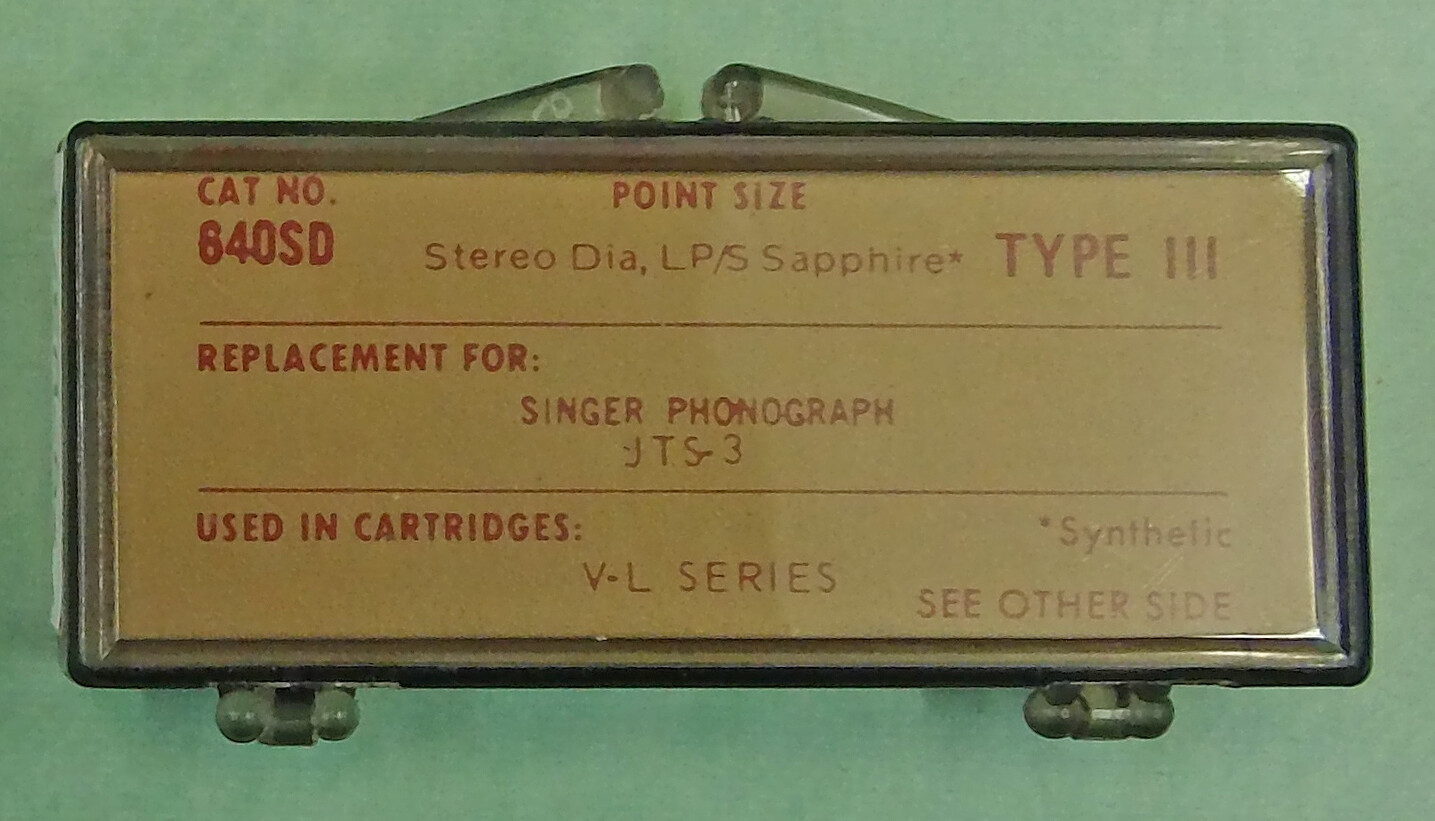 CAT NO.
POINT SIZE
640SD
Stereo Dia, LP/S Sapphire*
TYPE III
REPLACEMENT FOR:
SINGER PHONOGRAPH
JTS-3
USED IN CARTRIDGES:
*Synthetic
V-L SERIES
SEE OTHER SIDE